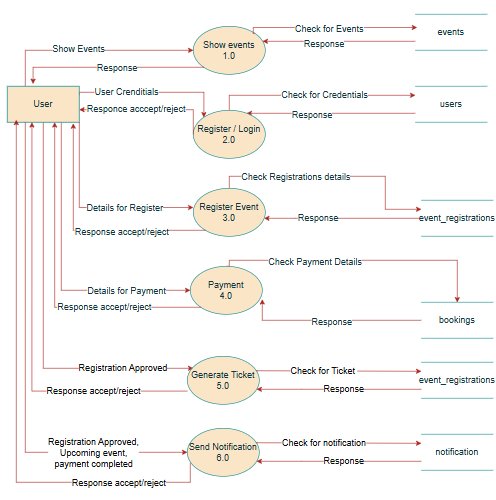 Check for Events
events
Show Events
Show events
1.0
Response
Response
User Crenditials
Check for Credentials
User
users
Responce acccept/reject
Response
Register / Login
2.0
Check Registrations details
Details for Register
Register Event
3.0
Response
event_registrations
Response accept/reject
Check Payment Details
Payment
4.0
Details for Payment
Response accept/reject
Response
bookings
Registration Approved
Check for Ticket
Generate Ticket
5.0
event_registrations
Response accept/reject
Response
Registration Approved,
Upcoming event,
payment completed
Check for notification
Send Notification
6.0
notification
Response
Response accept/reject